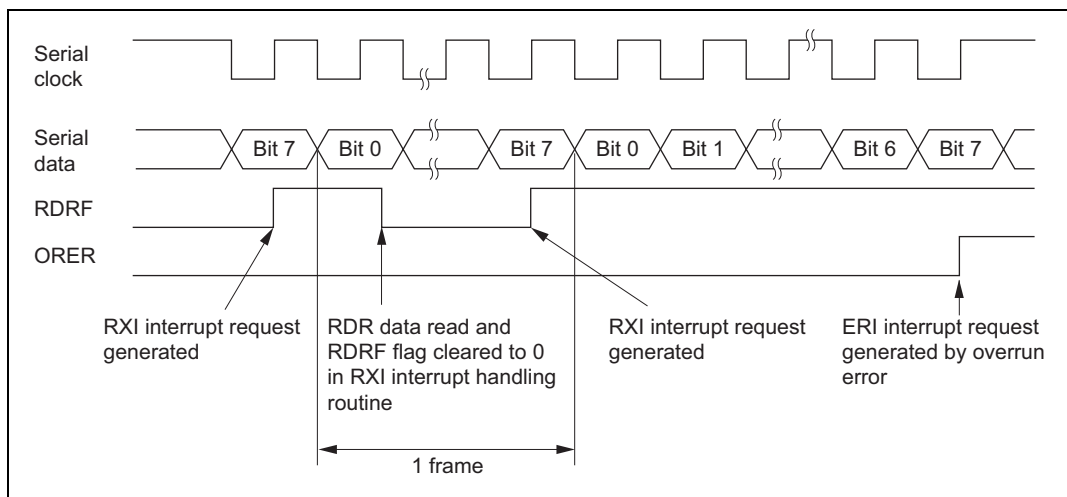 Serial
clock
Serial
data
Bit 7
Bit 0
Bit 7
Bit 0
Bit 1
Bit 6
Bit 7
RDRF
ORER
RXI interrupt request
generated
RDR data read and
RDRF flag cleared to 0
in RXI interrupt handling
routine
RXI interrupt request
generated
ERI interrupt request
generated by overrun
error
1 frame